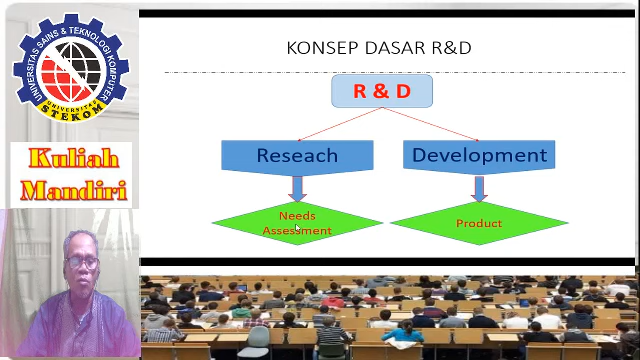 UNIVERSITAS SAINS & TEKNOLOGI KOMPUTER
UNIVERSITAS
STEKOM
Kuliah
Mandiri
KONSEP DASAR R&D
R & D
Reseach
Development
Needs
Assessment
Product